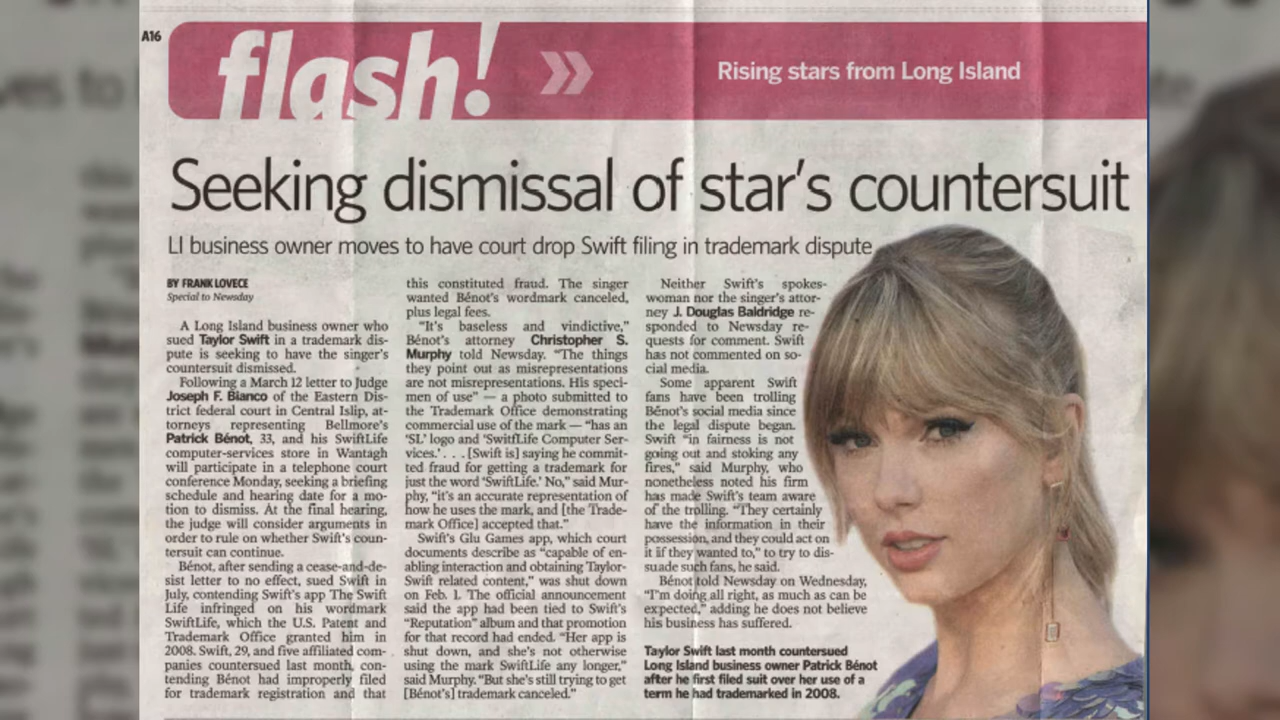 A16
flash!
Rising stars from Long Island
Seeking dismissal of star's countersuit
LI business owner moves to have court drop Swift filing in trademark dispute
BY FRANK LOVECE
Special to Newsday
A Long Island business owner who
sued Taylor Swift in a trademark dis-
pute is seeking to have the singer's
countersuit dismissed.
Following a March 12 letter to Judge
Joseph F. Bianco of the Eastern Dis-
trict federal court in Central Islip, at-
torneys representing Bellmore's
Patrick Bénot, 33, and his SwiftLife
computer-services store in Wantagh
will participate in a telephone court
conference Monday, seeking a briefing
schedule and hearing date for a mo-
tion to dismiss. At the final hearing,
the judge will consider arguments in
order to rule on whether Swift's coun-
tersuit can continue.
Bénot, after sending a cease-and-de-
sist letter to no effect, sued Swift in
July, contending Swift's app The Swift
Life infringed on his wordmark
SwiftLife, which the U.S. Patent and
Trademark Office granted him in
2008. Swift, 29, and five affiliated com-
panies countersued last month, con-
tending Bénot had improperly filed
for trademark registration and that
this constituted fraud. The singer
wanted Bénot's wordmark canceled,
plus legal fees.
"It's baseless and vindictive,"
Bénot's attorney Christopher S.
Murphy told Newsday. "The things
they point out as misrepresentations
are not misrepresentations. His speci-
men of use" — a photo submitted to
the Trademark Office demonstrating
commercial use of the mark — "has an
'SL' logo and 'SwitfLife Computer Ser-
vices.' . . . [Swift is] saying he commit-
ted fraud for getting a trademark for
just the word 'SwiftLife.' No," said Mur-
phy, "it's an accurate representation of
how he uses the mark, and [the Trade-
mark Office] accepted that."
Swift's Glu Games app, which court
documents describe as "capable of en-
abling interaction and obtaining Taylor-
Swift related content," was shut down
on Feb. 1. The official announcement
said the app had been tied to Swift's
"Reputation" album and that promotion
for that record had ended. "Her app is
shut down, and she's not otherwise
using the mark SwiftLife any longer,"
said Murphy. "But she's still trying to get
[Bénot's] trademark canceled."
Neither Swift's spokes-
woman nor the singer's attor-
ney J. Douglas Baldridge re-
sponded to Newsday re-
quests for comment. Swift
has not commented on so-
cial media.
Some apparent Swift
fans have been trolling
Bénot's social media since
the legal dispute began.
Swift "in fairness is not
going out and stoking any
fires," said Murphy, who
nonetheless noted his firm
has made Swift's team aware
of the trolling. "They certainly
have the information in their
possession, and they could act on
it if they wanted to," to try to dis-
suade such fans, he said.
Bénot told Newsday on Wednesday,
"I'm doing all right, as much as can be
expected," adding he does not believe
his business has suffered.
Taylor Swift last month countersued
Long Island business owner Patrick Bénot
after he first filed suit over her use of a
term he had trademarked in 2008.